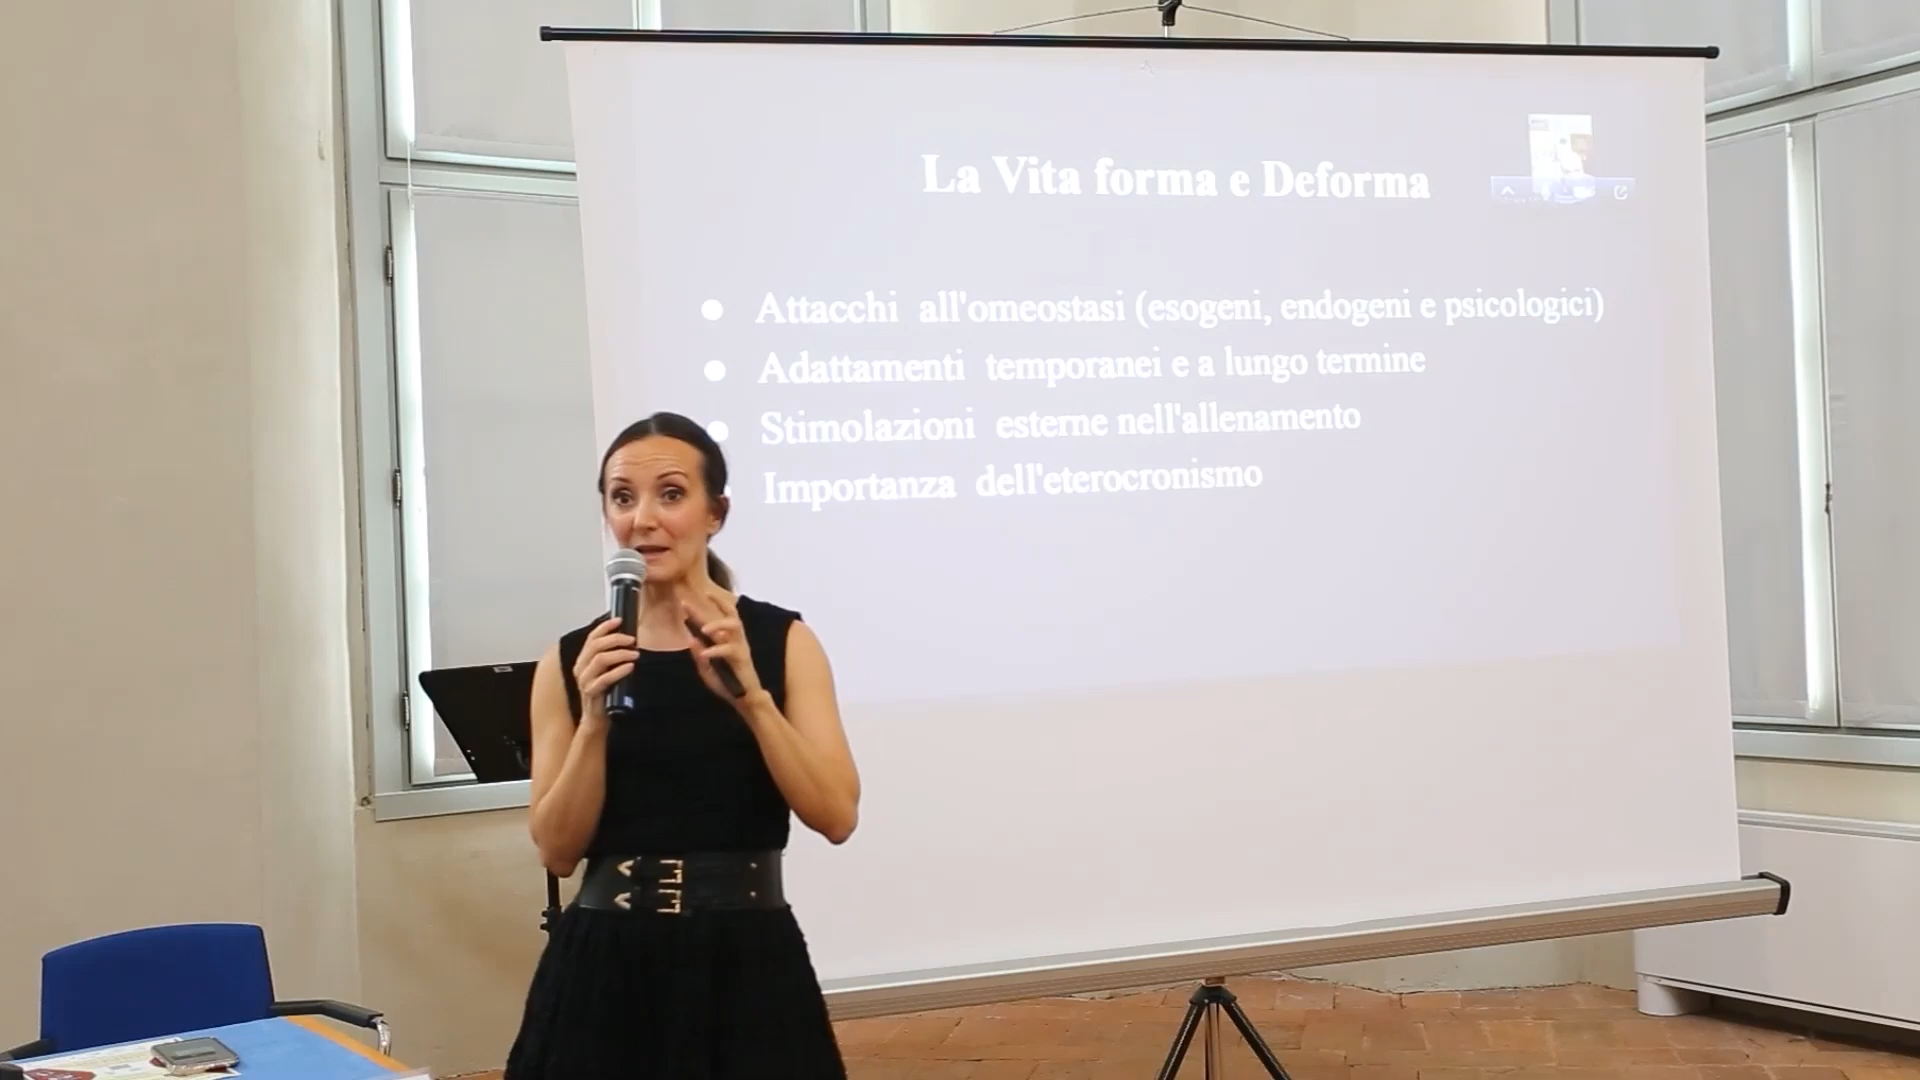 La Vita forma e Deforma
Attacchi all'omeostasi (esogeni, endogeni e psicologici)
Adattamenti temporanei e a lungo termine
Stimolazioni esterne nell'allenamento
Importanza dell'eterocronismo